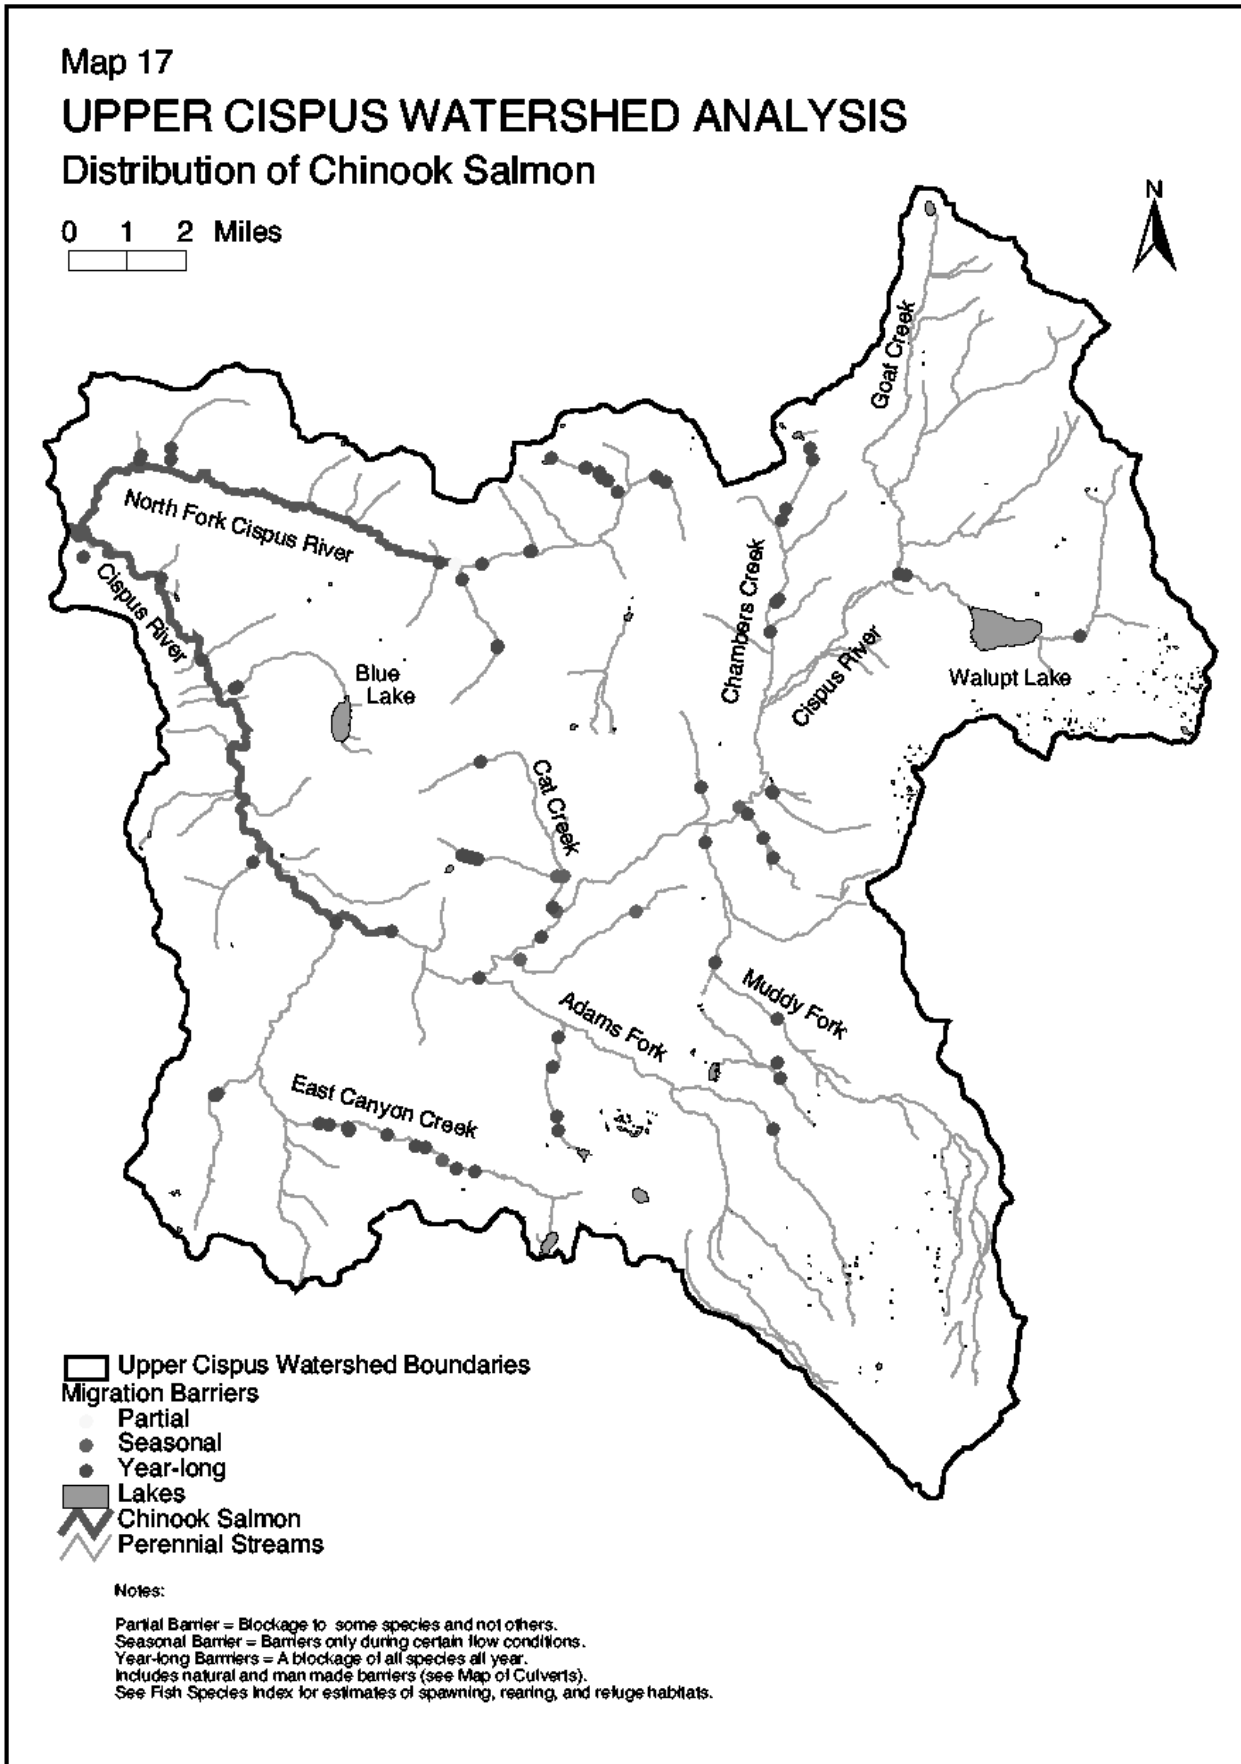 Map 17
UPPER CISPUS WATERSHED ANALYSIS
Distribution of Chinook Salmon
0 1 2 Miles
N
Goat Creek
North Fork Cispus River
Cispus River
Chambers Creek
Cispus River
Walupt Lake
Blue
Lake
Cat Creek
Adams Fork
Muddy Fork
East Canyon Creek
Upper Cispus Watershed Boundaries
Migration Barriers
Partial
Seasonal
Year-long
Lakes
Chinook Salmon
Perennial Streams
Notes:
Partial Barrier = Blockage to some species and not others.
Seasonal Barrier = Barriers only during certain flow conditions.
Year-long Barrriers = A blockage of all species all year.
Includes natural and man made barriers (see Map of Culverts).
See Fish Species Index for estimates of spawning, rearing, and refuge habitats.